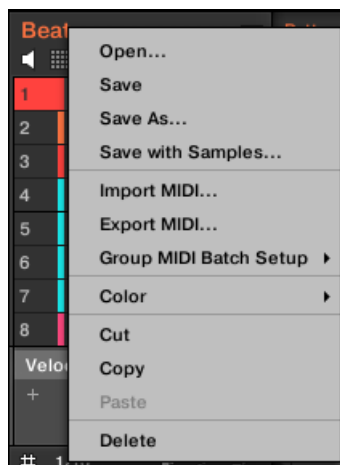 Beat
Open...
Save
1
Save As...
2
Save with Samples...
3
Import MIDI...
4
Export MIDI...
5
Group MIDI Batch Setup
6
Color
7
Cut
8
Copy
Velo
Paste
+
Delete